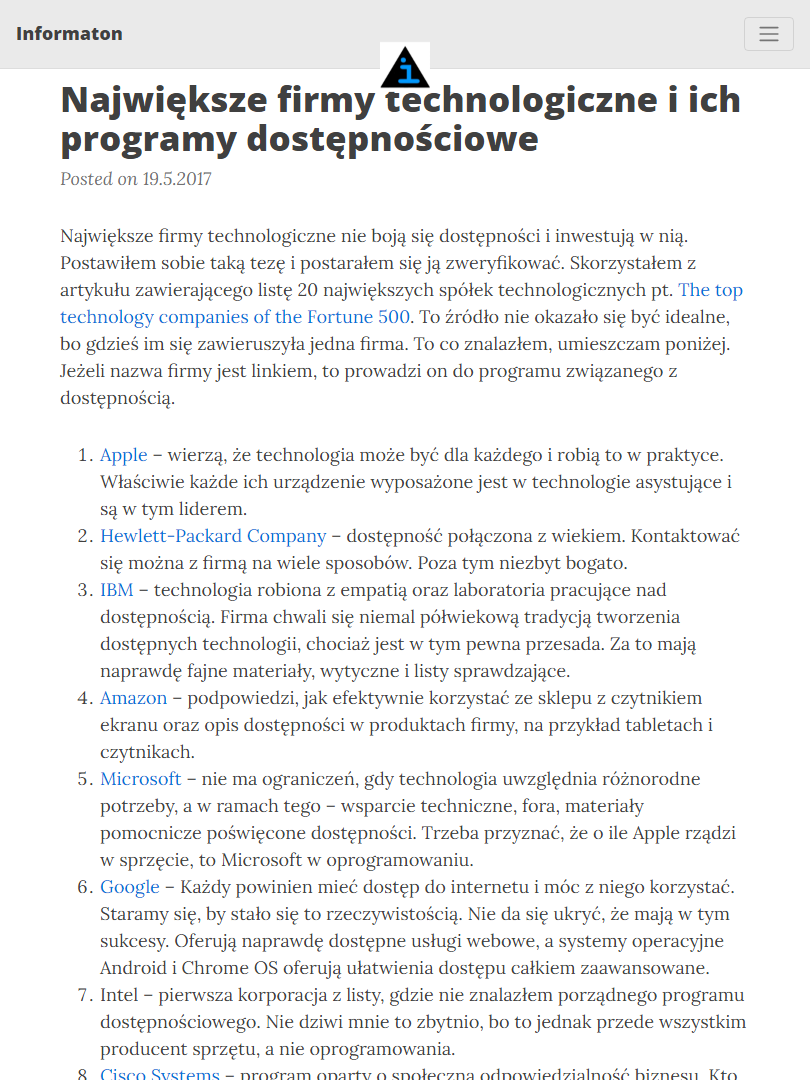 Informaton
i
Największe firmy technologiczne i ich
programy dostępnościowe
Posted on 19.5.2017
Największe firmy technologiczne nie boją się dostępności i inwestują w nią.
Postawiłem sobie taką tezę i postarałem się ją zweryfikować. Skorzystałem z
artykułu zawierającego listę 20 największych spółek technologicznych pt. The top
technology companies of the Fortune 500. To źródło nie okazało się być idealne,
bo gdzieś im się zawieruszyła jedna firma. To co znalazłem, umieszczam poniżej.
Jeżeli nazwa firmy jest linkiem, to prowadzi on do programu związanego z
dostępnością.
1. Apple – wierzą, że technologia może być dla każdego i robią to w praktyce.
Właściwie każde ich urządzenie wyposażone jest w technologie asystujące i
są w tym liderem.
2. Hewlett-Packard Company – dostępność połączona z wiekiem. Kontaktować
się można z firmą na wiele sposobów. Poza tym niezbyt bogato.
3. IBM – technologia robiona z empatią oraz laboratoria pracujące nad
dostępnością. Firma chwali się niemal półwiekową tradycją tworzenia
dostępnych technologii, chociaż jest w tym pewna przesada. Za to mają
naprawdę fajne materiały, wytyczne i listy sprawdzające.
4. Amazon – podpowiedzi, jak efektywnie korzystać ze sklepu z czytnikiem
ekranu oraz opis dostępności w produktach firmy, na przykład tabletach i
czytnikach.
5. Microsoft – nie ma ograniczeń, gdy technologia uwzględnia różnorodne
potrzeby, a w ramach tego – wsparcie techniczne, fora, materiały
pomocnicze poświęcone dostępności. Trzeba przyznać, że o ile Apple rządzi
w sprzęcie, to Microsoft w oprogramowaniu.
6. Google – Każdy powinien mieć dostęp do internetu i móc z niego korzystać.
Staramy się, by stało się to rzeczywistością. Nie da się ukryć, że mają w tym
sukcesy. Oferują naprawdę dostępne usługi webowe, a systemy operacyjne
Android i Chrome OS oferują ułatwienia dostępu całkiem zaawansowane.
7. Intel – pierwsza korporacja z listy, gdzie nie znalazłem porządnego programu
dostępnościowego. Nie dziwi mnie to zbytnio, bo to jednak przede wszystkim
producent sprzętu, a nie oprogramowania.
8. Cisco Systems – program oparty o społeczną odpowiedzialność biznesu. Kto